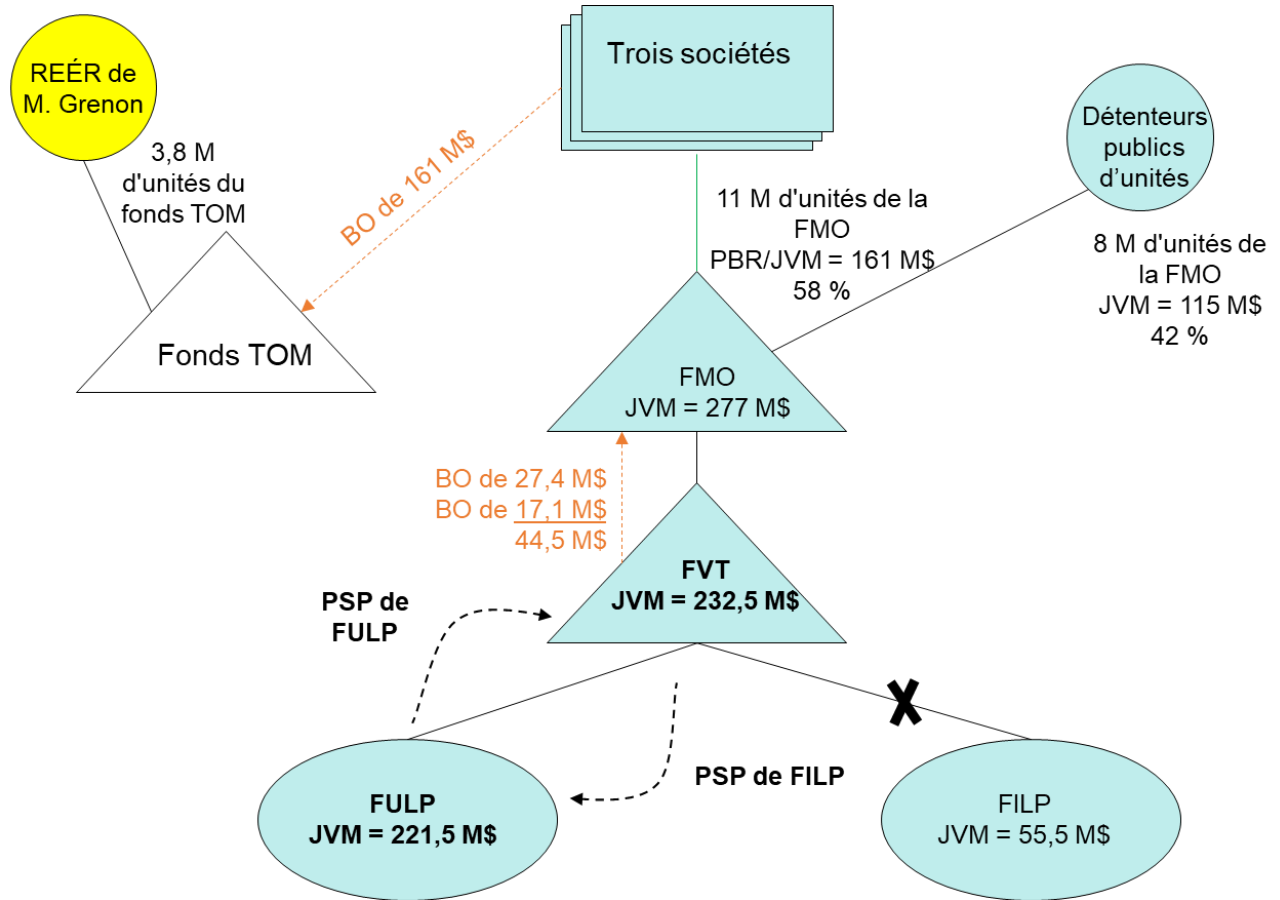 REÉR de
M. Grenon
3,8 M
d'unités du
fonds TOM
Fonds TOM
BO de 161 M$
Trois sociétés
11 M d'unités de la
FMO
PBR/JVM = 161 M$
58 %
Détenteurs
publics
d'unités
8 M d'unités de
la FMO
JVM = 115 M$
42 %
FMO
JVM = 277 M$
BO de 27,4 M$
BO de 17,1 M$
44,5 M$
FVT
JVM = 232,5 M$
PSP de
FULP
PSP de FILP
FULP
JVM = 221,5 M$
FILP
JVM = 55,5 M$